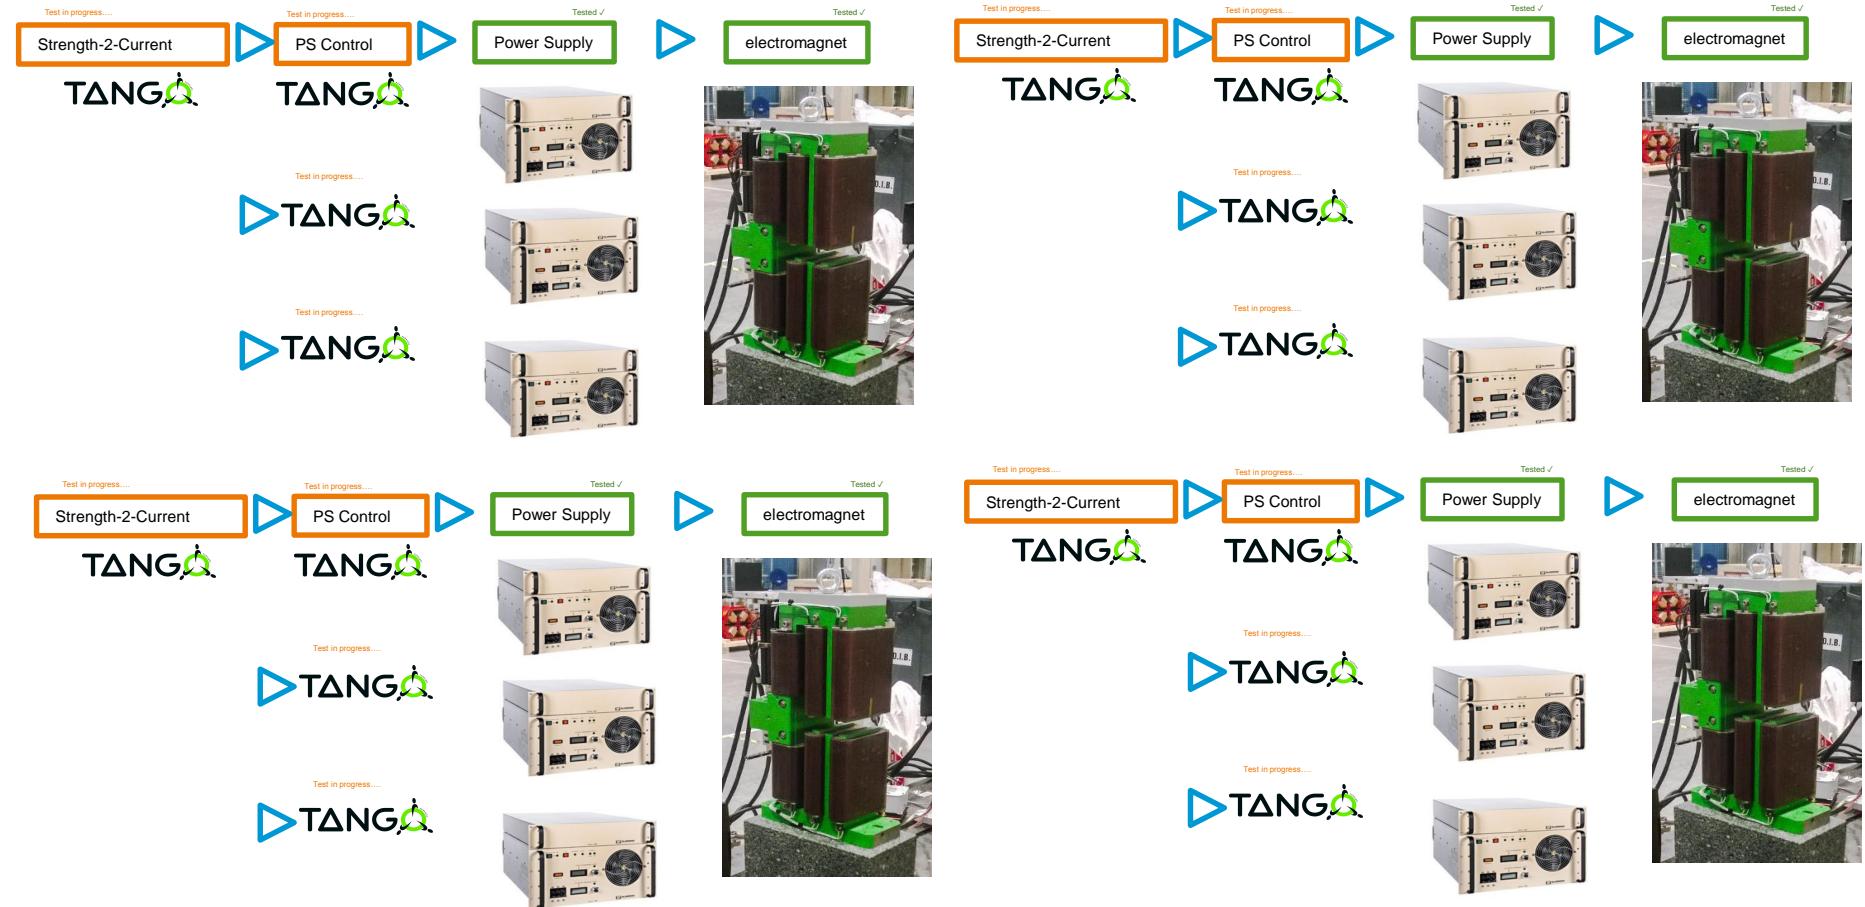 Test in progress….
Test in progress….
Tested ✓
Tested ✓
Strength-2-Current
PS Control
Power Supply
electromagnet
TANGO
TANGO
D.I.B.
Test in progress….
TANGO
Test in progress….
TANGO
Test in progress….
Test in progress….
Tested ✓
Tested ✓
Strength-2-Current
PS Control
Power Supply
electromagnet
TANGO
TANGO
D.I.B.
Test in progress….
TANGO
Test in progress….
TANGO
Test in progress….
Test in progress….
Tested ✓
Tested ✓
Strength-2-Current
PS Control
Power Supply
electromagnet
TANGO
TANGO
D.I.B.
Test in progress….
TANGO
Test in progress….
TANGO
Test in progress….
Test in progress….
Tested ✓
Tested ✓
Strength-2-Current
PS Control
Power Supply
electromagnet
TANGO
TANGO
D.I.B.
Test in progress….
TANGO
Test in progress….
TANGO